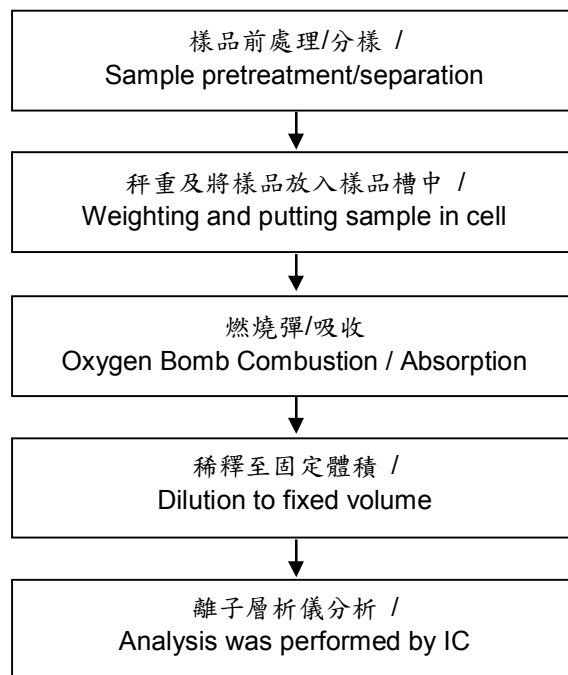 樣品前處理/分樣 /
Sample pretreatment/separation
秤重及將樣品放入樣品槽中 /
Weighting and putting sample in cell
燃燒彈/吸收
Oxygen Bomb Combustion / Absorption
稀釋至固定體積 /
Dilution to fixed volume
離子層析儀分析 /
Analysis was performed by IC